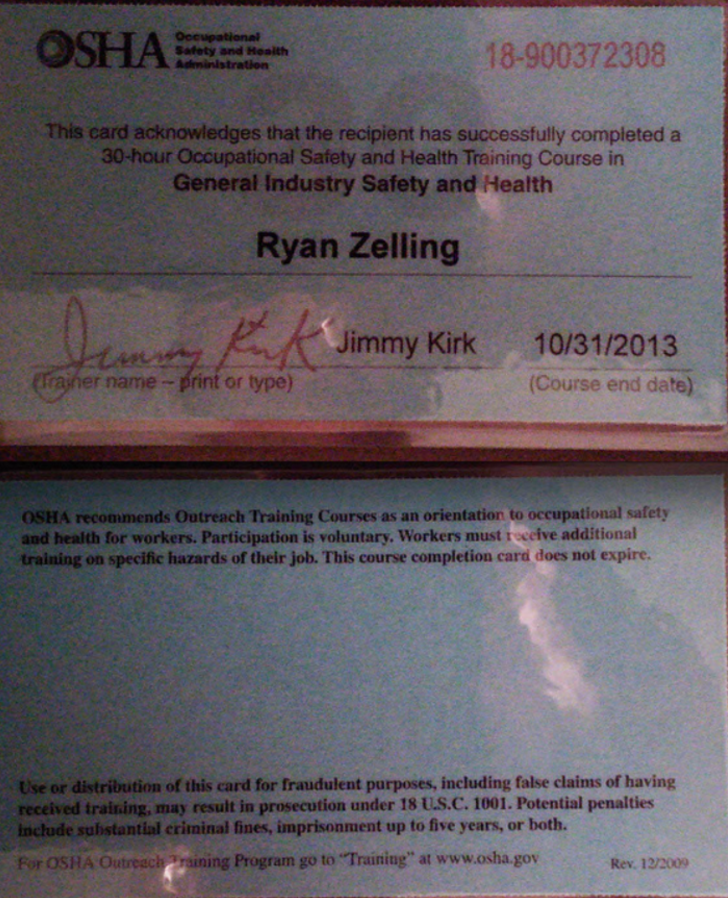 OSHA Occupational
Safety and Health
Administration
18-900372308
This card acknowledges that the recipient has successfully completed a
30-hour Occupational Safety and Health Training Course in
General Industry Safety and Health
Ryan Zelling
Jimmy Kirk Jimmy Kirk 10/31/2013
(Trainer name – print or type) (Course end date)
OSHA recommends Outreach Training Courses as an orientation to occupational safety
and health for workers. Participation is voluntary. Workers must receive additional
training on specific hazards of their job. This course completion card does not expire.
Use or distribution of this card for fraudulent purposes, including false claims of having
received training, may result in prosecution under 18 U.S.C. 1001. Potential penalties
include substantial criminal fines, imprisonment up to five years, or both.
For OSHA Outreach Training Program go to “Training” at www.osha.gov Rev. 12/2009